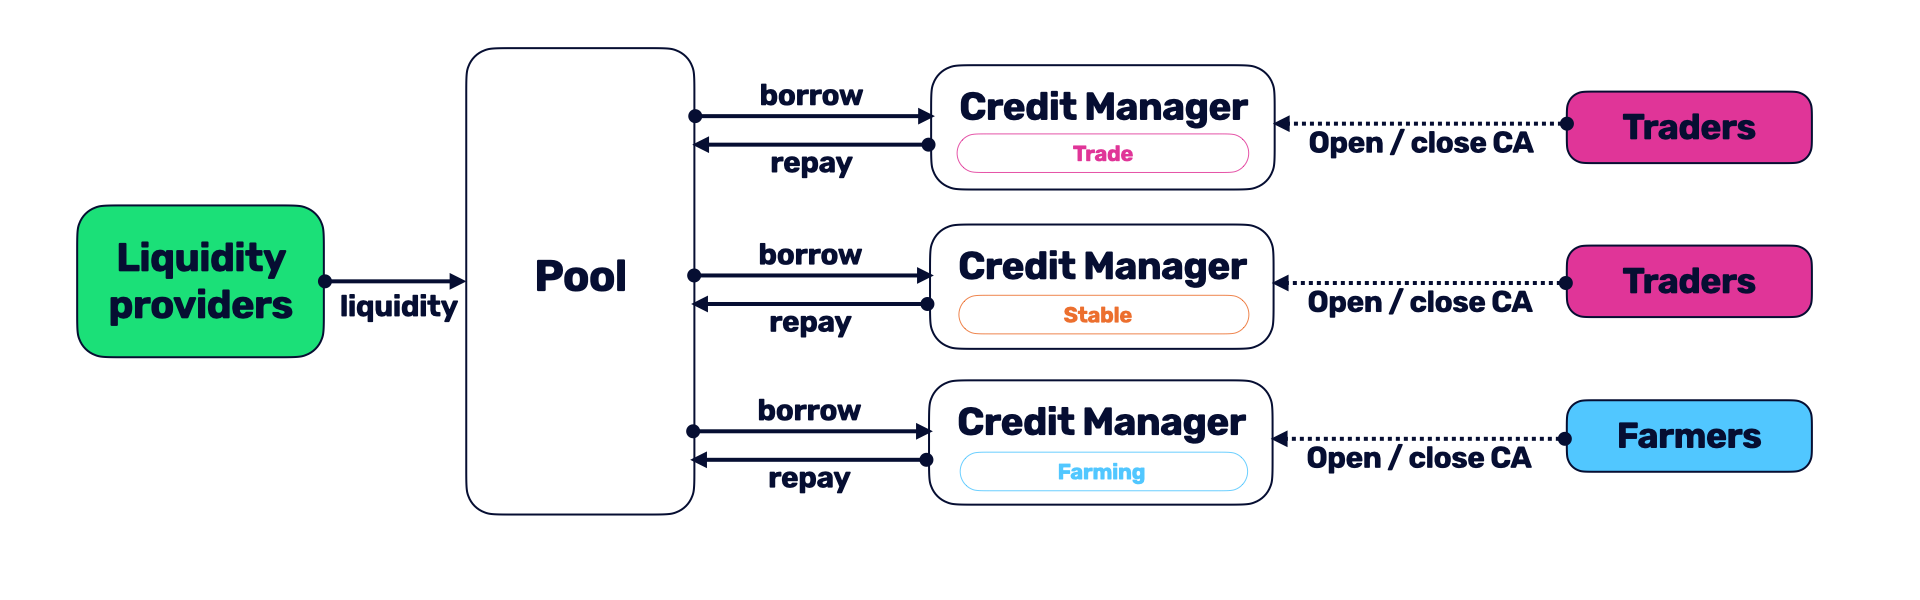 Liquidity
providers
liquidity
Pool
borrow
repay
Credit Manager
Trade
Open / close CA
Traders
borrow
repay
Credit Manager
Stable
Open / close CA
Traders
borrow
repay
Credit Manager
Farming
Open / close CA
Farmers